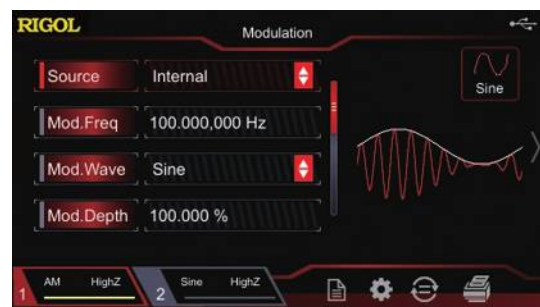 RIGOL
Modulation
Source Internal
Sine
Mod.Freq 100.000,000 Hz
Mod.Wave Sine
Mod.Depth 100.000 %
1 AM HighZ 2 Sine HighZ